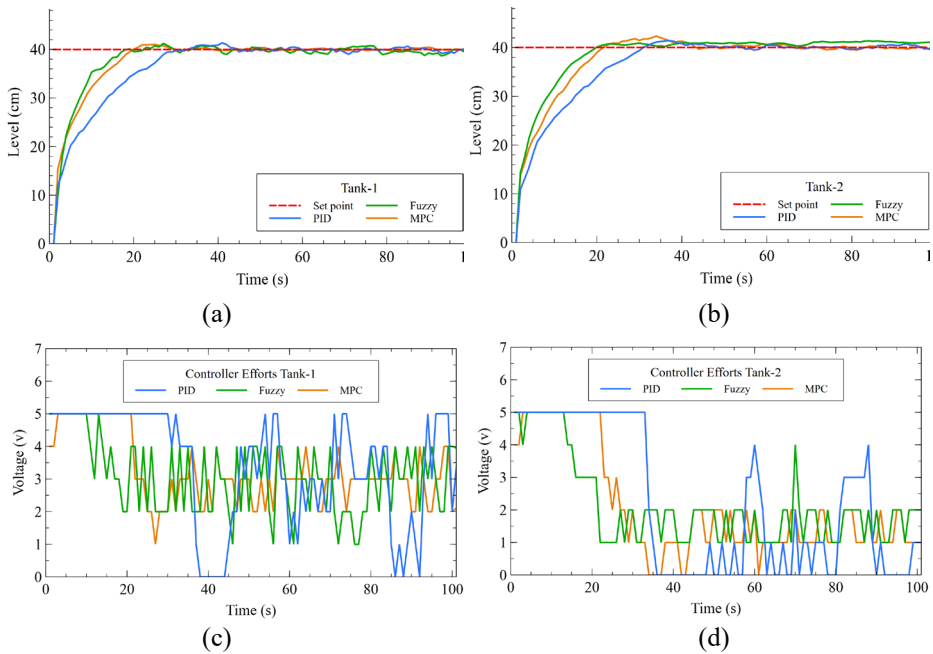 40
30
20
10
0
Level (cm)
Tank-1
Set point Fuzzy
PID MPC
0 20 40 60 80 1
Time (s)
(a)
40
30
20
10
0
Level (cm)
Tank-2
Set point Fuzzy
PID MPC
0 20 40 60 80 1
Time (s)
(b)
7
6
5
4
3
2
1
0
Voltage (v)
Controller Efforts Tank-1
PID Fuzzy MPC
0 20 40 60 80 100
Time (s)
(c)
7
6
5
4
3
2
1
0
Voltage (v)
Controller Efforts Tank-2
PID Fuzzy MPC
0 20 40 60 80 100
Time (s)
(d)